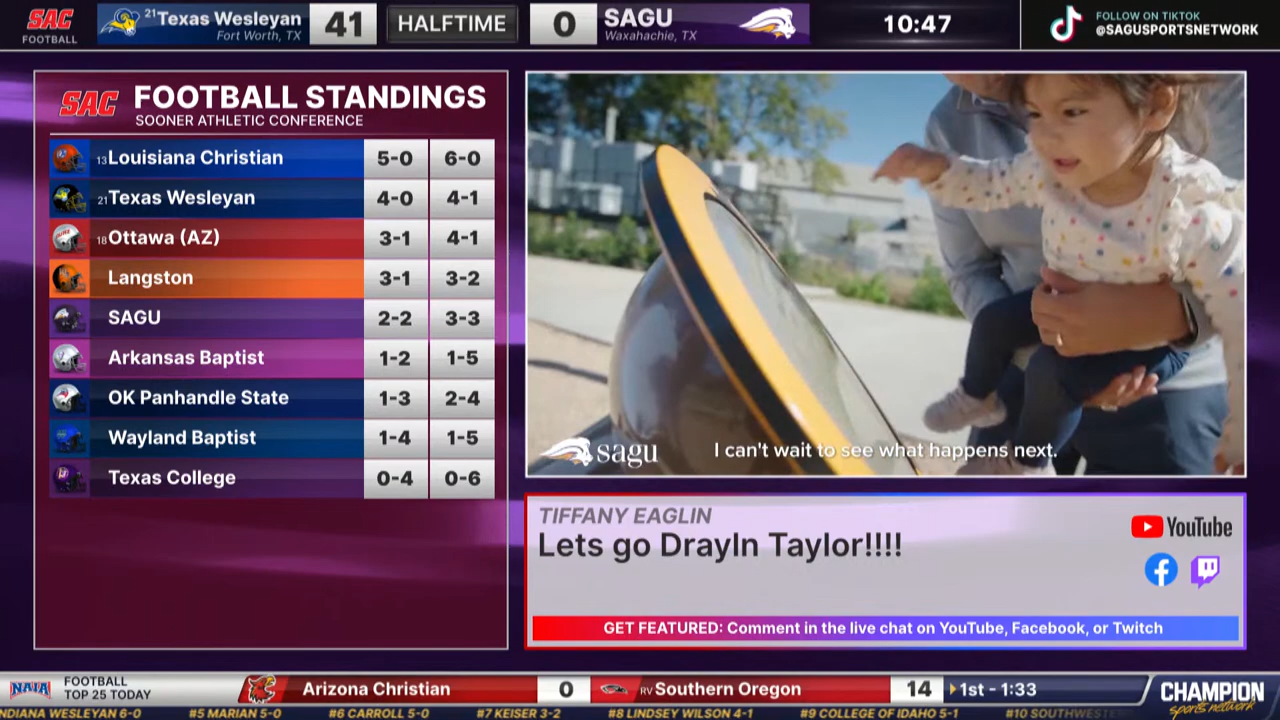 SAC
FOOTBALL
21 Texas Wesleyan
Fort Worth, TX
41
HALFTIME
0
SAGU
Waxahachie, TX
10:47
FOLLOW ON TIKTOK
@SAGUSPORTSNETWORK
SAC FOOTBALL STANDINGS
SOONER ATHLETIC CONFERENCE
13 Louisiana Christian 5-0 6-0
21 Texas Wesleyan 4-0 4-1
18 Ottawa (AZ) 3-1 4-1
Langston 3-1 3-2
SAGU 2-2 3-3
Arkansas Baptist 1-2 1-5
OK Panhandle State 1-3 2-4
Wayland Baptist 1-4 1-5
Texas College 0-4 0-6
sagu
I can't wait to see what happens next.
TIFFANY EAGLIN
Lets go Drayln Taylor!!!!
YouTube
GET FEATURED: Comment in the live chat on YouTube, Facebook, or Twitch
NAIA
FOOTBALL
TOP 25 TODAY
Arizona Christian 0
RV Southern Oregon 14
1st - 1:33
CHAMPION
sports network
NDIANA WESLEYAN 6-0 #5 MARIAN 5-0 #6 CARROLL 5-0 #7 KEISER 3-2 #8 LINDSEY WILSON 4-1 #9 COLLEGE OF IDAHO 5-1 #10 SOUTHWESTE